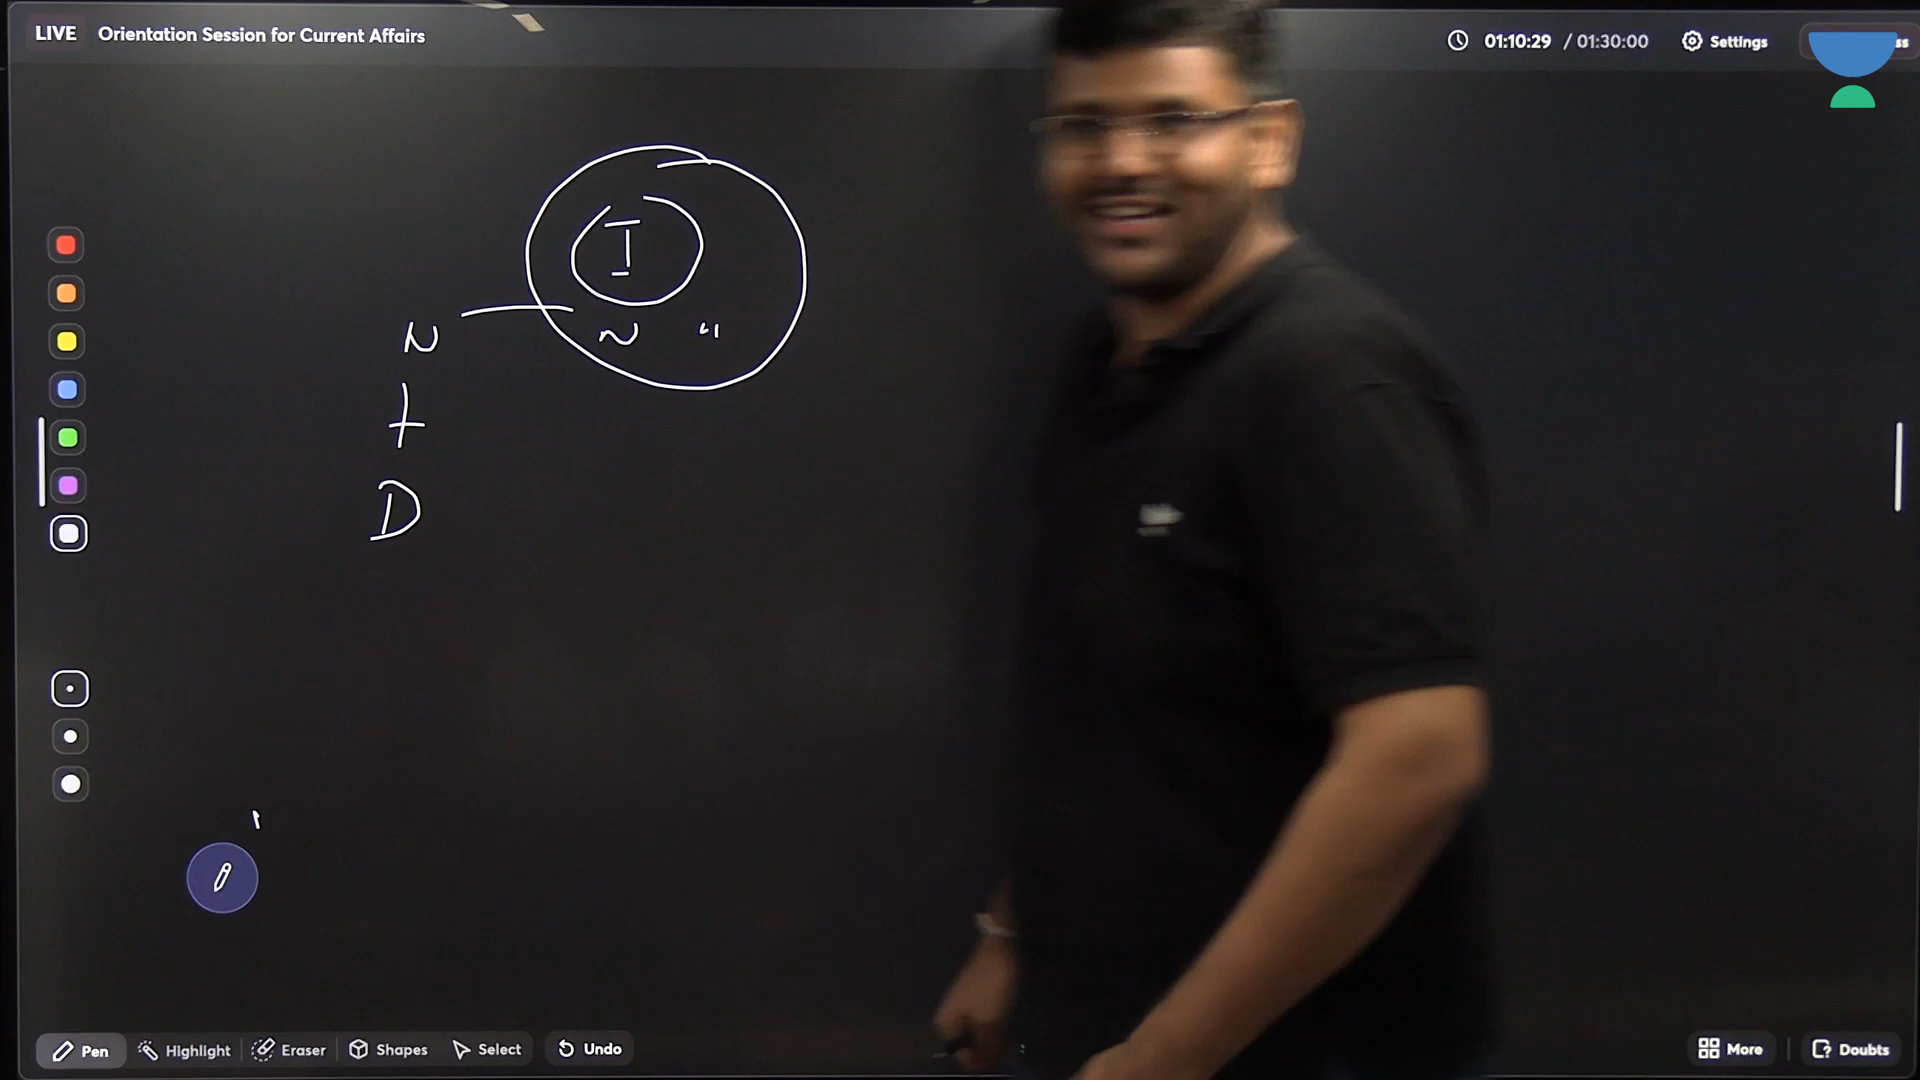 LIVE Orientation Session for Current Affairs 01:10:29 / 01:30:00 Settings
I
N N "
+
D
Pen Highlight Eraser Shapes Select Undo More Doubts